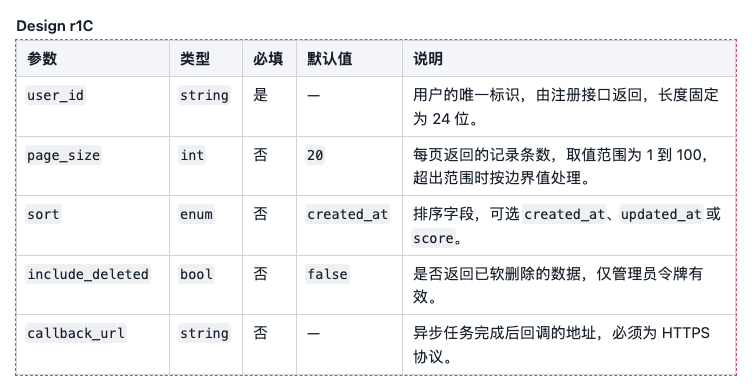 Design r1C
参数 类型 必填 默认值 说明
user_id string 是 — 用户的唯一标识，由注册接口返回，长度固定
为 24 位。
page_size int 否 20 每页返回的记录条数，取值范围为 1 到 100，
超出范围时按边界值处理。
sort enum 否 created_at 排序字段，可选 created_at、updated_at 或
score。
include_deleted bool 否 false 是否返回已软删除的数据，仅管理员令牌有
效。
callback_url string 否 — 异步任务完成后回调的地址，必须为 HTTPS
协议。